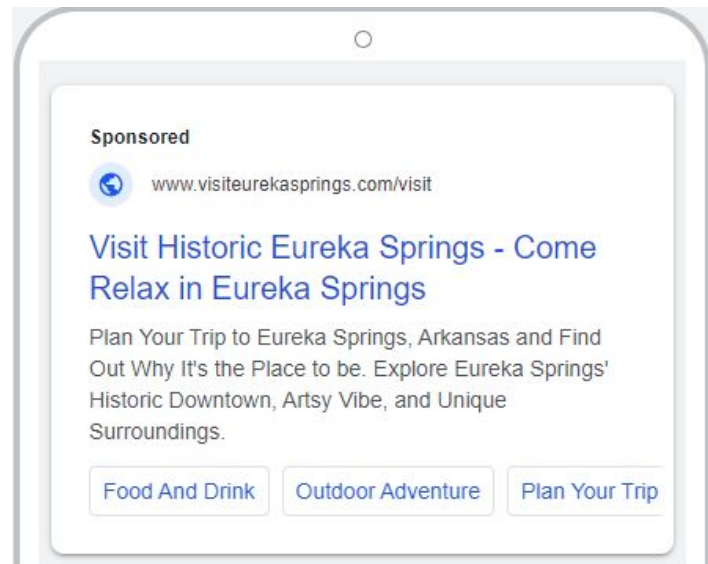 Sponsored
www.visiteurekasprings.com/visit
Visit Historic Eureka Springs - Come
Relax in Eureka Springs
Plan Your Trip to Eureka Springs, Arkansas and Find
Out Why It's the Place to be. Explore Eureka Springs'
Historic Downtown, Artsy Vibe, and Unique
Surroundings.
Food And Drink Outdoor Adventure Plan Your Trip